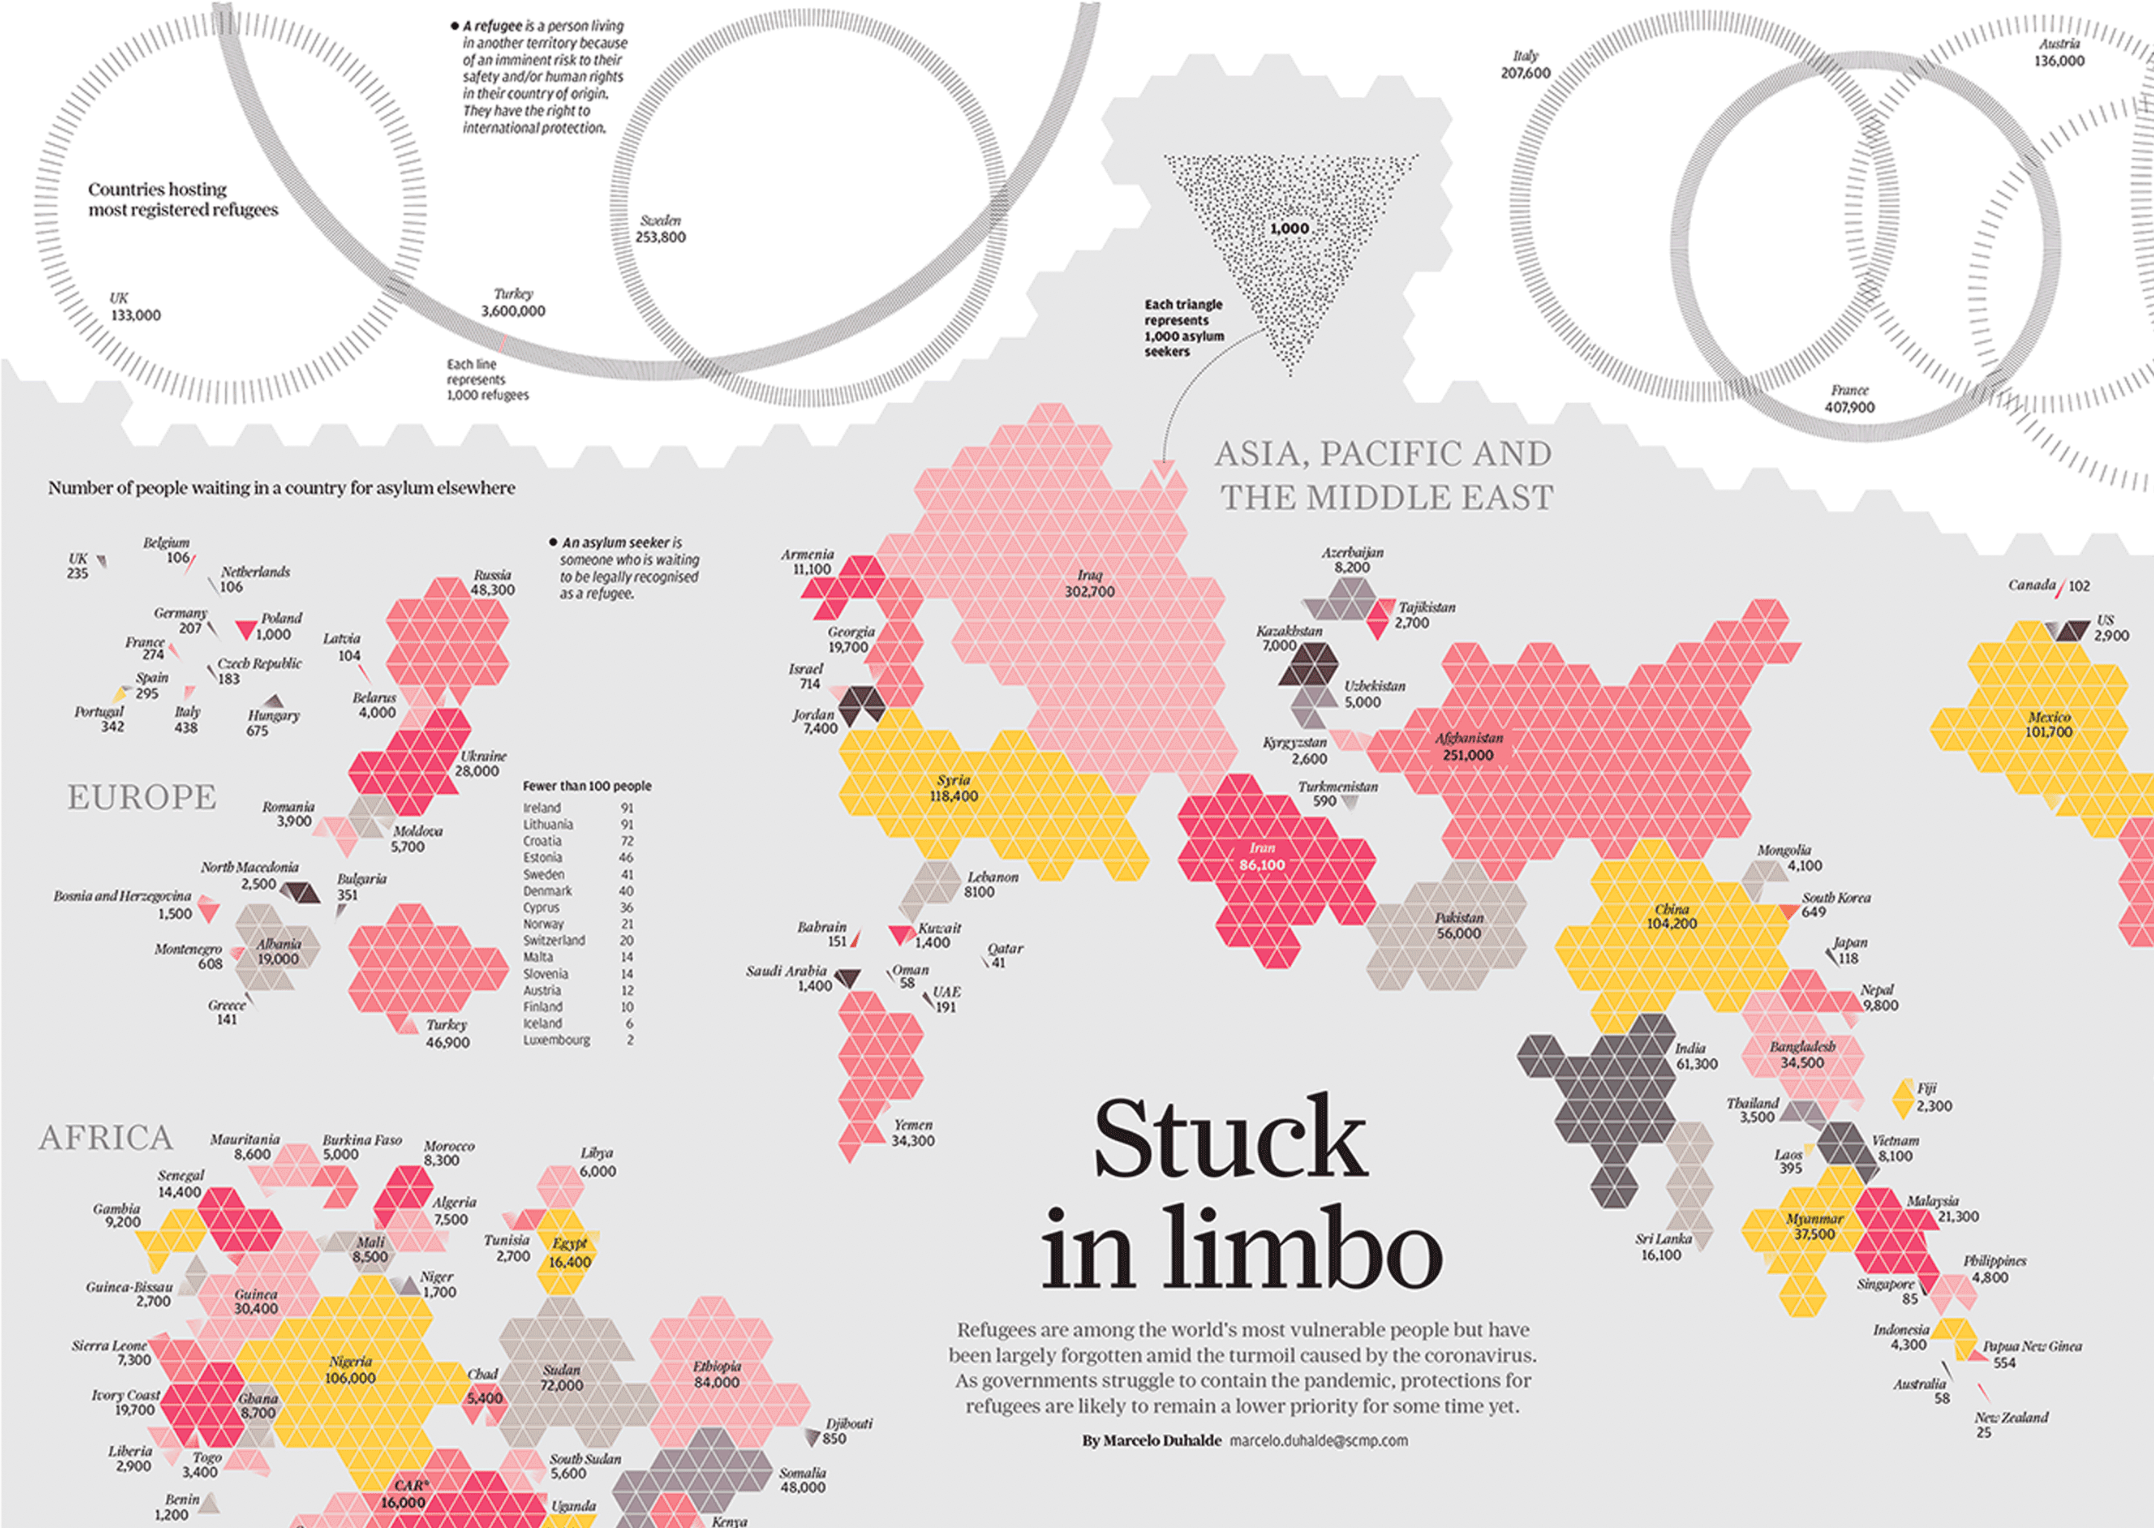 A refugee is a person living
in another territory because
of an imminent risk to their
safety and/or human rights
in their country of origin.
They have the right to
international protection.
Countries hosting
most registered refugees
UK
133,000
Turkey
3,600,000
Each line
represents
1,000 refugees
Sweden
253,800
Italy
207,600
Austria
136,000
France
407,900
1,000
Each triangle
represents
1,000 asylum
seekers
Number of people waiting in a country for asylum elsewhere
An asylum seeker is
someone who is waiting
to be legally recognised
as a refugee.
EUROPE
UK
235
Belgium
106
Netherlands
106
Germany
207
Poland
1,000
France
274
Czech Republic
183
Spain
295
Portugal
342
Italy
438
Hungary
675
Latvia
104
Russia
48,300
Belarus
4,000
Ukraine
28,000
Romania
3,900
Moldova
5,700
North Macedonia
2,500
Bulgaria
351
Bosnia and Herzegovina
1,500
Montenegro
608
Albania
19,000
Greece
141
Turkey
46,900
Fewer than 100 people
Ireland 91
Lithuania 91
Croatia 72
Estonia 46
Sweden 41
Denmark 40
Cyprus 36
Norway 21
Switzerland 20
Malta 14
Slovenia 14
Austria 12
Finland 10
Iceland 6
Luxembourg 2
ASIA, PACIFIC AND
THE MIDDLE EAST
Armenia
11,100
Iraq
302,700
Georgia
19,700
Israel
714
Jordan
7,400
Syria
118,400
Lebanon
8100
Bahrain
151
Kuwait
1,400
Qatar
41
Saudi Arabia
1,400
Oman
58
UAE
191
Yemen
34,300
Azerbaijan
8,200
Tajikistan
2,700
Kazakhstan
7,000
Uzbekistan
5,000
Kyrgyzstan
2,600
Turkmenistan
590
Afghanistan
251,000
Iran
86,100
Pakistan
56,000
China
104,200
Mongolia
4,100
South Korea
649
Japan
118
Nepal
9,800
Bangladesh
34,500
India
61,300
Sri Lanka
16,100
Thailand
3,500
Fiji
2,300
Laos
395
Vietnam
8,100
Myanmar
37,500
Malaysia
21,300
Singapore
85
Philippines
4,800
Indonesia
4,300
Papua New Ginea
554
Australia
58
New Zealand
25
Canada 102
US
2,900
Mexico
101,700
AFRICA
Mauritania
8,600
Burkina Faso
5,000
Morocco
8,300
Libya
6,000
Senegal
14,400
Gambia
9,200
Algeria
7,500
Tunisia
2,700
Egypt
16,400
Mali
8,500
Niger
1,700
Guinea-Bissau
2,700
Guinea
30,400
Sierra Leone
7,300
Nigeria
106,000
Chad
5,400
Sudan
72,000
Ethiopia
84,000
Ivory Coast
19,700
Ghana
8,700
Djibouti
850
Liberia
2,900
Togo
3,400
Benin
1,200
CAR*
16,000
South Sudan
5,600
Somalia
48,000
Uganda
Kenya
Stuck
in limbo
Refugees are among the world's most vulnerable people but have
been largely forgotten amid the turmoil caused by the coronavirus.
As governments struggle to contain the pandemic, protections for
refugees are likely to remain a lower priority for some time yet.
By Marcelo Duhalde marcelo.duhalde@scmp.com